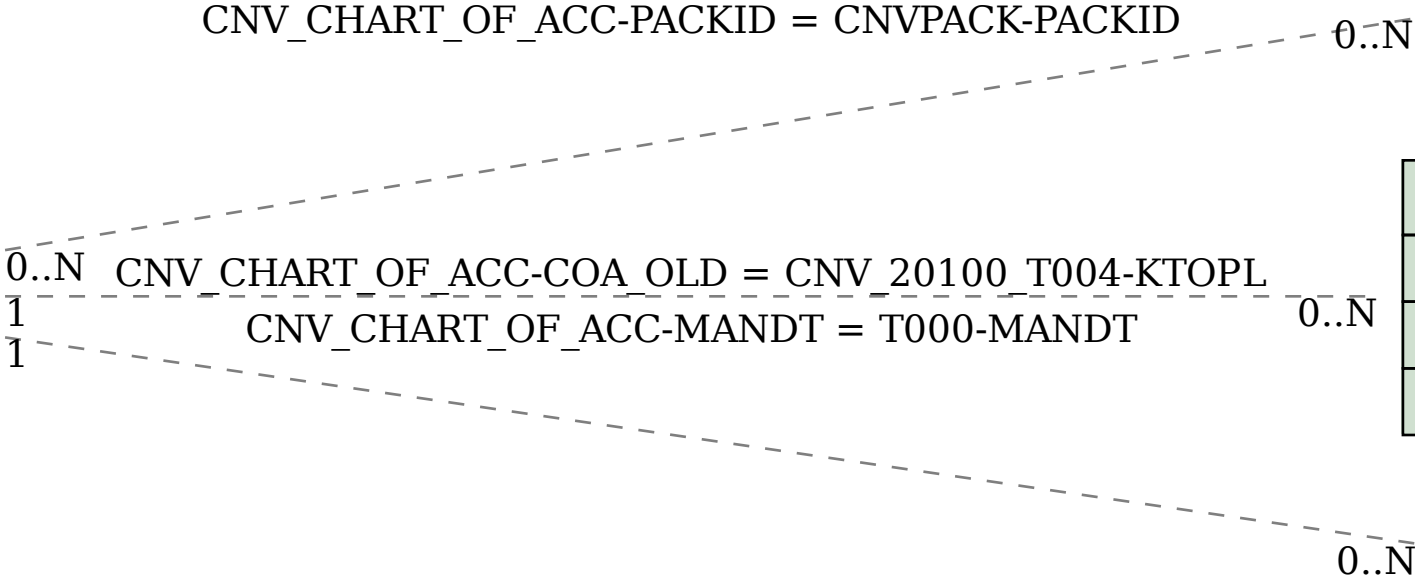 CNV_CHART_OF_ACC-PACKID = CNVPACK-PACKID
0..N
0..N
CNV_CHART_OF_ACC-COA_OLD = CNV_20100_T004-KTOPL
1
0..N
CNV_CHART_OF_ACC-MANDT = T000-MANDT
1
0..N